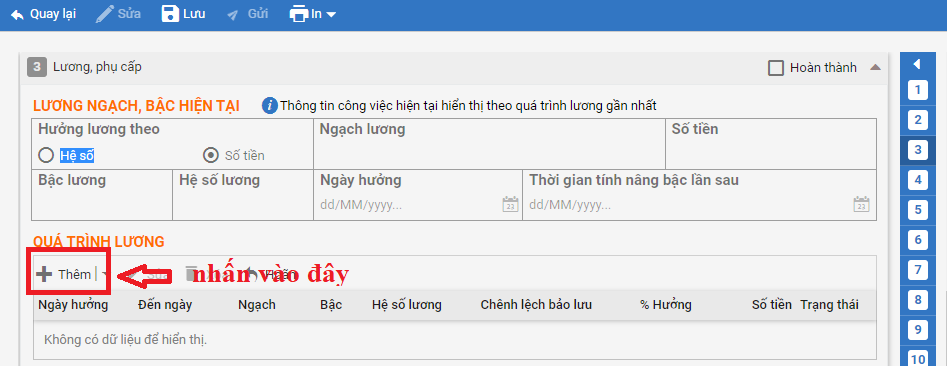 Quay lại Sửa Lưu Gửi In
3 Lương, phụ cấp Hoàn thành
LƯƠNG NGẠCH, BẬC HIỆN TẠI Thông tin công việc hiện tại hiển thị theo quá trình lương gần nhất
Hưởng lương theo Ngạch lương Số tiền
Hệ số Số tiền
Bậc lương Hệ số lương Ngày hưởng Thời gian tính nâng bậc lần sau
dd/MM/yyyy... 23 dd/MM/yyyy... 23
QUÁ TRÌNH LƯƠNG
Thêm nhấn vào đây
Ngày hưởng Đến ngày Ngạch Bậc Hệ số lương Chênh lệch bảo lưu % Hưởng Số tiền Trạng thái
Không có dữ liệu để hiển thị.
1
2
3
4
5
6
7
8
9
10